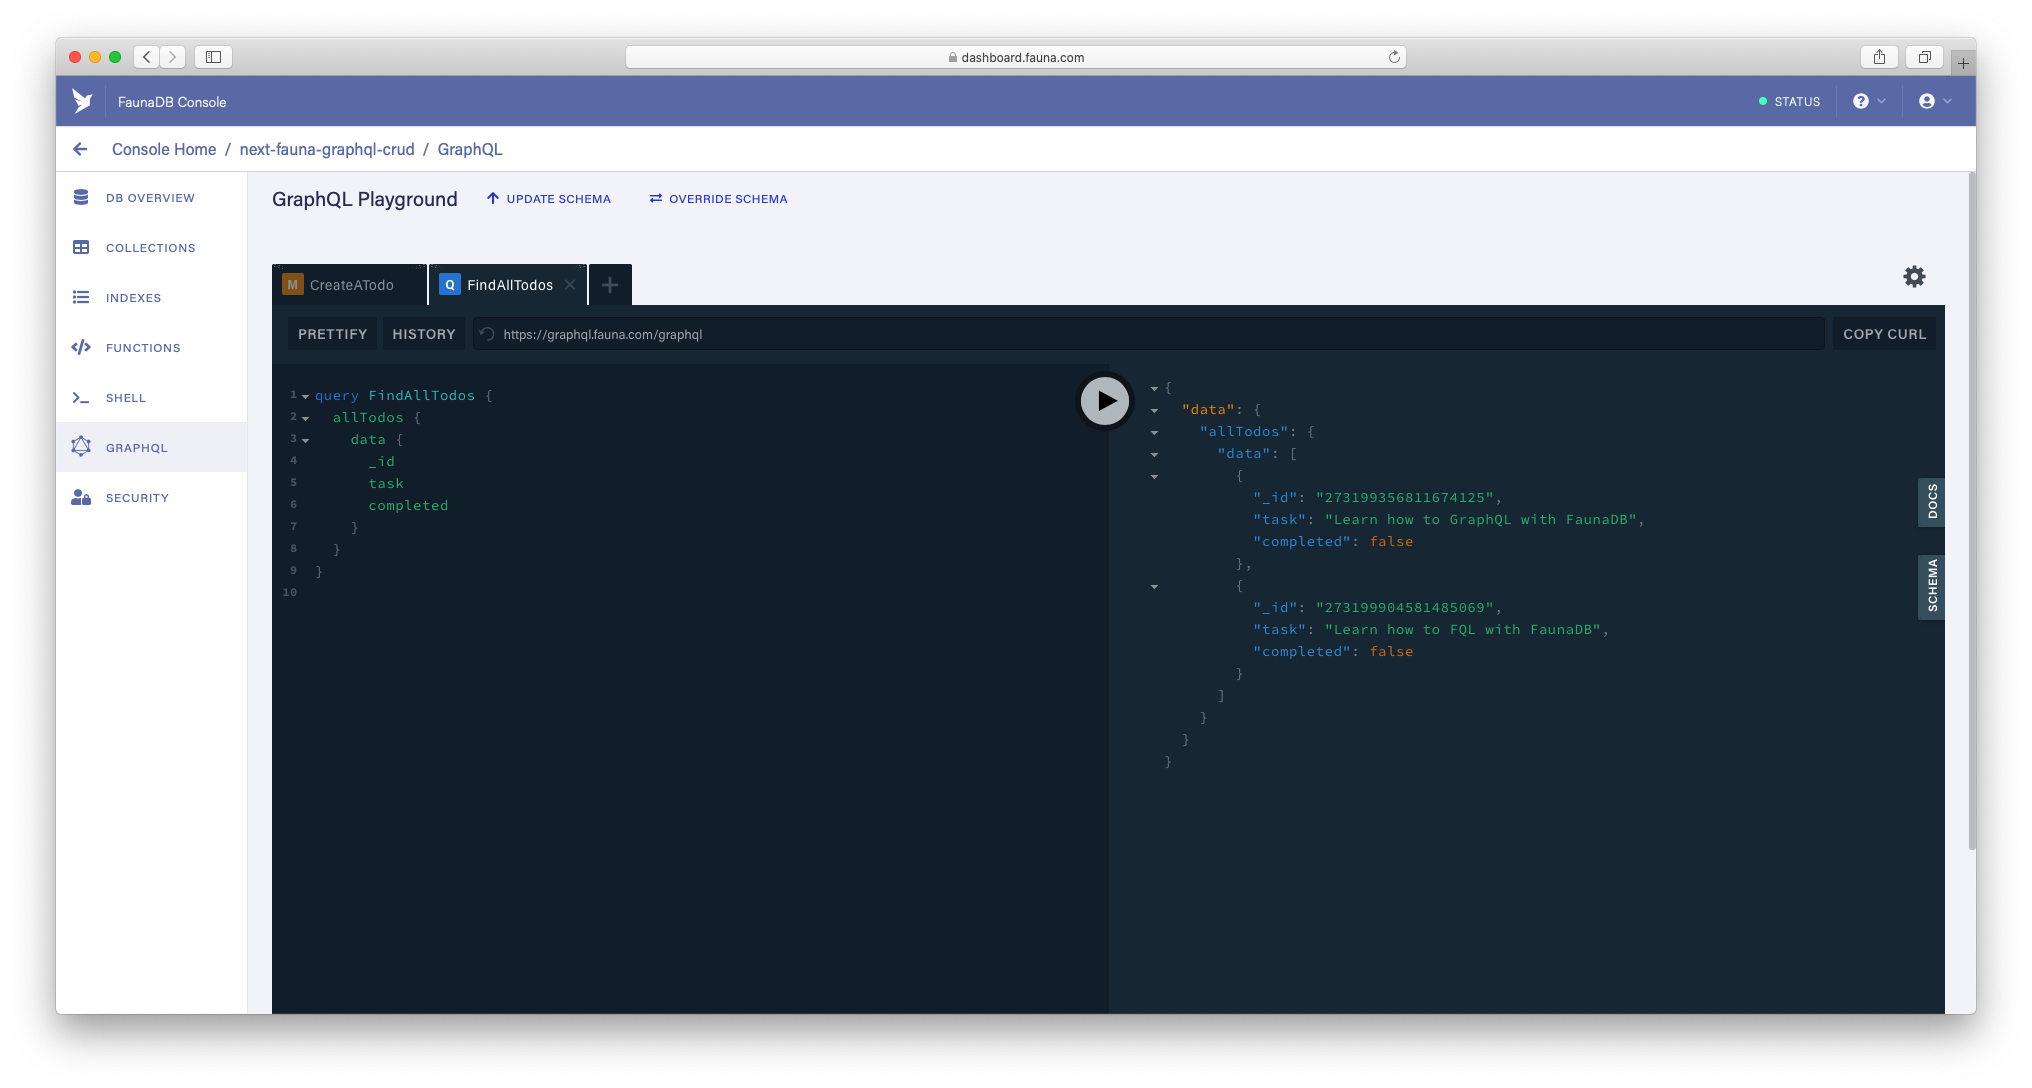 dashboard.fauna.com
FaunaDB Console
STATUS
Console Home / next-fauna-graphql-crud / GraphQL
DB OVERVIEW
COLLECTIONS
INDEXES
FUNCTIONS
SHELL
GRAPHQL
SECURITY
GraphQL Playground
UPDATE SCHEMA
OVERRIDE SCHEMA
M CreateATodo
Q FindAllTodos
PRETTIFY
HISTORY
https://graphql.fauna.com/graphql
COPY CURL
1 query FindAllTodos {
2 allTodos {
3 data {
4 _id
5 task
6 completed
7 }
8 }
9 }
10
{
"data": {
"allTodos": {
"data": [
{
"_id": "273199356811674125",
"task": "Learn how to GraphQL with FaunaDB",
"completed": false
},
{
"_id": "273199904581485069",
"task": "Learn how to FQL with FaunaDB",
"completed": false
}
]
}
}
}
DOCS
SCHEMA